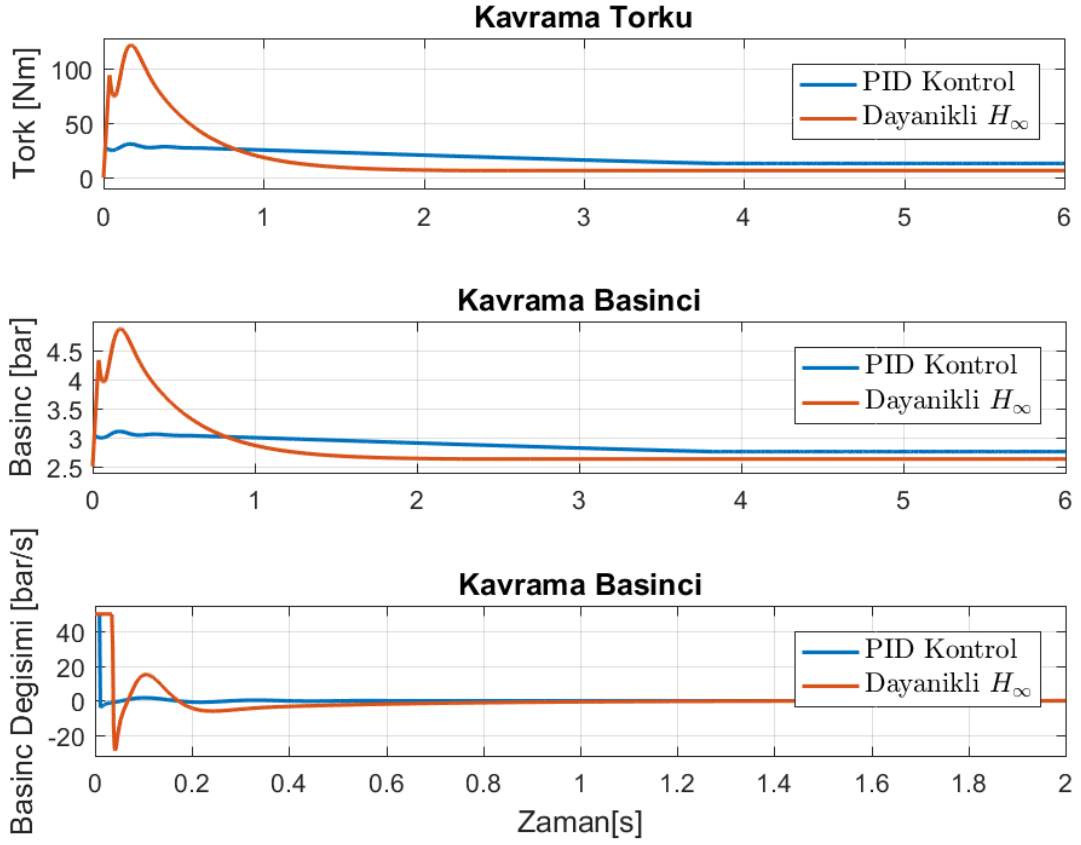 Kavrama Torku
Tork [Nm]
100
50
0
PID Kontrol
Dayanikli H∞
0 1 2 3 4 5 6
Kavrama Basinci
Basinc [bar]
4.5
4
3.5
3
2.5
PID Kontrol
Dayanikli H∞
0 1 2 3 4 5 6
Kavrama Basinci
Basinc Degisimi [bar/s]
40
20
0
-20
PID Kontrol
Dayanikli H∞
0 0.2 0.4 0.6 0.8 1 1.2 1.4 1.6 1.8 2
Zaman[s]